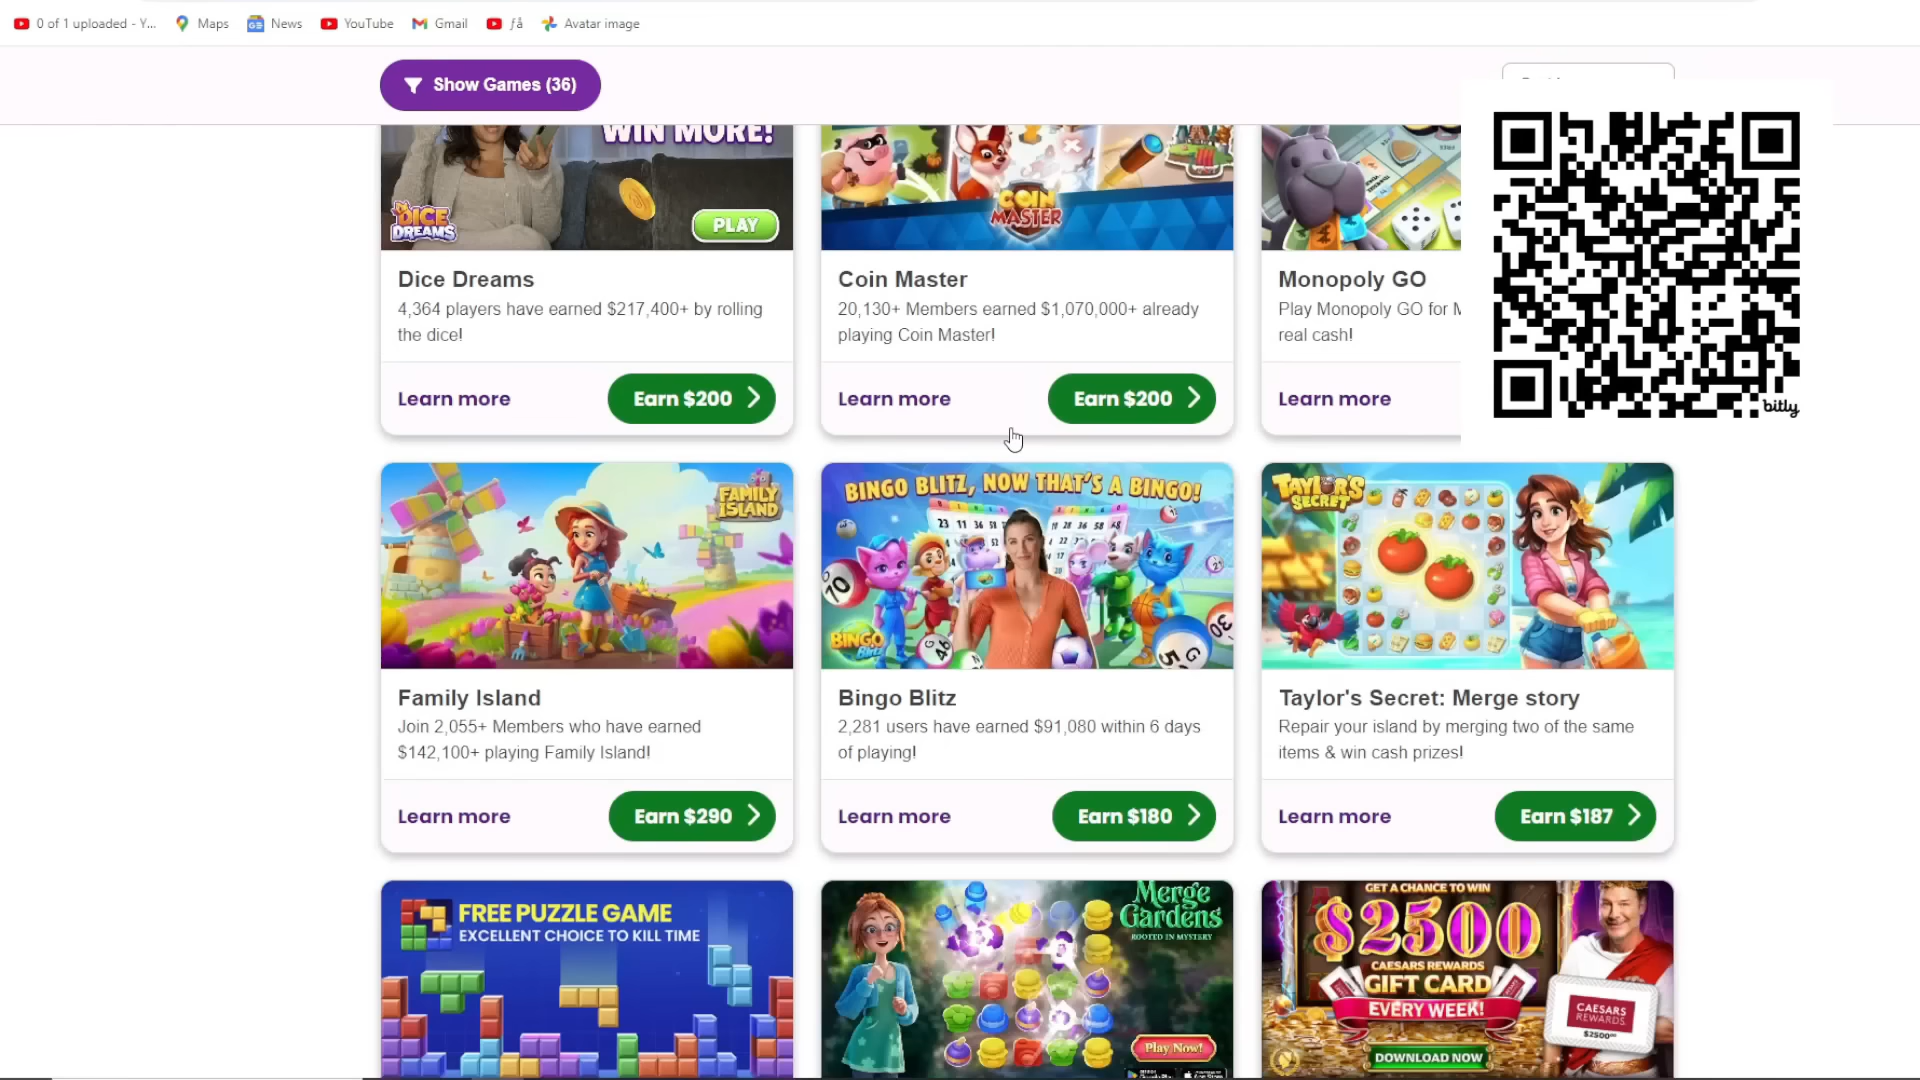 0 of 1 uploaded - Y...
Maps
News
YouTube
Gmail
ƒå
Avatar image
Show Games (36)
WIN MORE!
DICE
DREAMS
PLAY
COIN
MASTER
Dice Dreams
4,364 players have earned $217,400+ by rolling
the dice!
Learn more
Earn $200
Coin Master
20,130+ Members earned $1,070,000+ already
playing Coin Master!
Learn more
Earn $200
Monopoly GO
Play Monopoly GO for
real cash!
Learn more
bitly
FAMILY
ISLAND
Family Island
Join 2,055+ Members who have earned
$142,100+ playing Family Island!
Learn more
Earn $290
BINGO BLITZ, NOW THAT'S A BINGO!
BINGO
Blitz
Bingo Blitz
2,281 users have earned $91,080 within 6 days
of playing!
Learn more
Earn $180
TAYLOR'S
SECRET
Taylor's Secret: Merge story
Repair your island by merging two of the same
items & win cash prizes!
Learn more
Earn $187
FREE PUZZLE GAME
EXCELLENT CHOICE TO KILL TIME
Merge
Gardens
ROOTED IN MYSTERY
Play Now!
GET A CHANCE TO WIN
$2500
CAESARS REWARDS
GIFT CARD
EVERY WEEK!
CAESARS
REWARDS
$2500
DOWNLOAD NOW